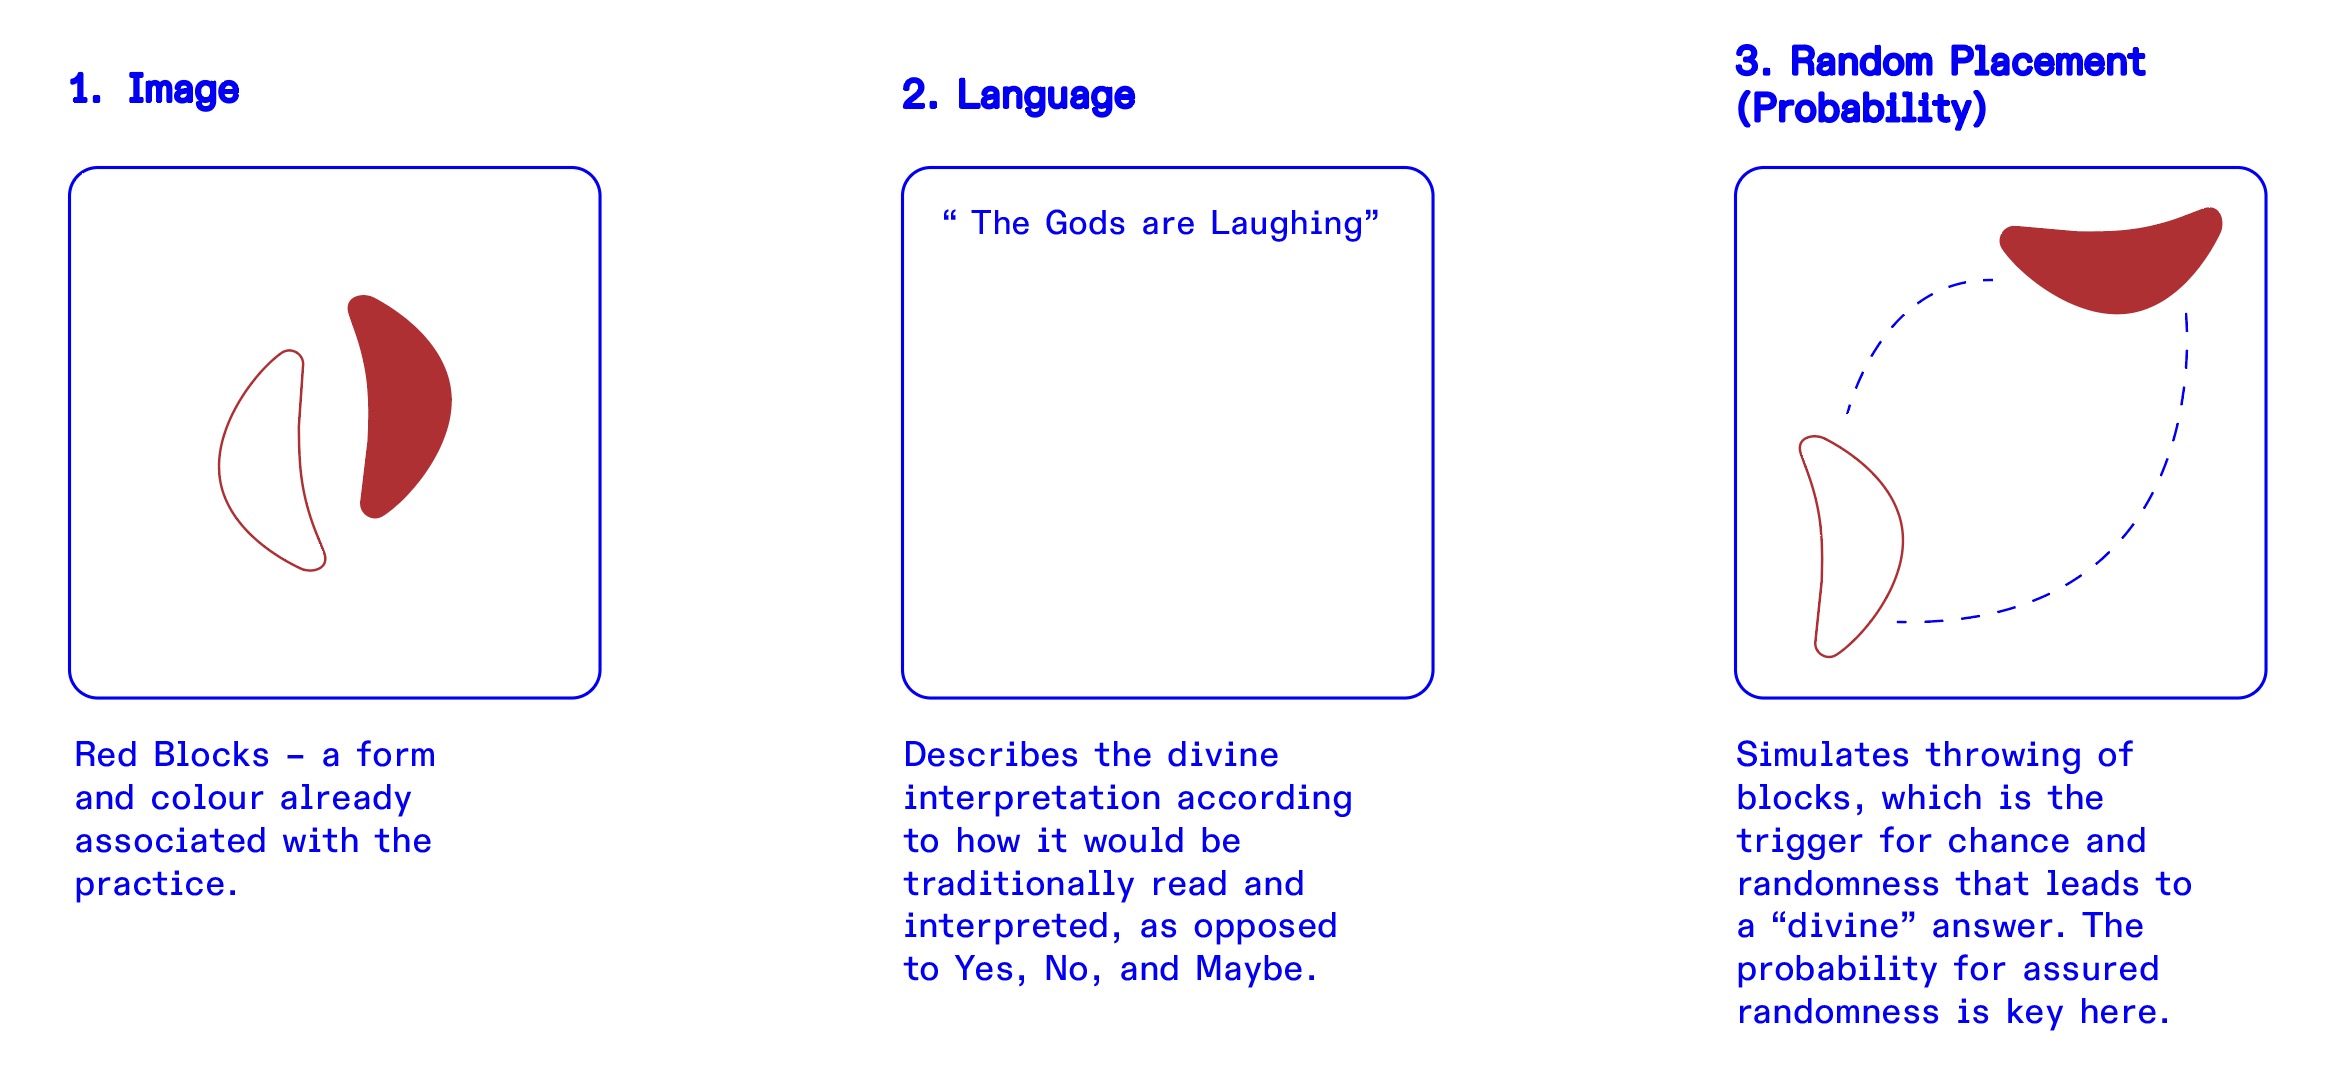 1. Image
Red Blocks – a form
and colour already
associated with the
practice.
2. Language
“ The Gods are Laughing”
Describes the divine
interpretation according
to how it would be
traditionally read and
interpreted, as opposed
to Yes, No, and Maybe.
3. Random Placement
(Probability)
Simulates throwing of
blocks, which is the
trigger for chance and
randomness that leads to
a “divine” answer. The
probability for assured
randomness is key here.